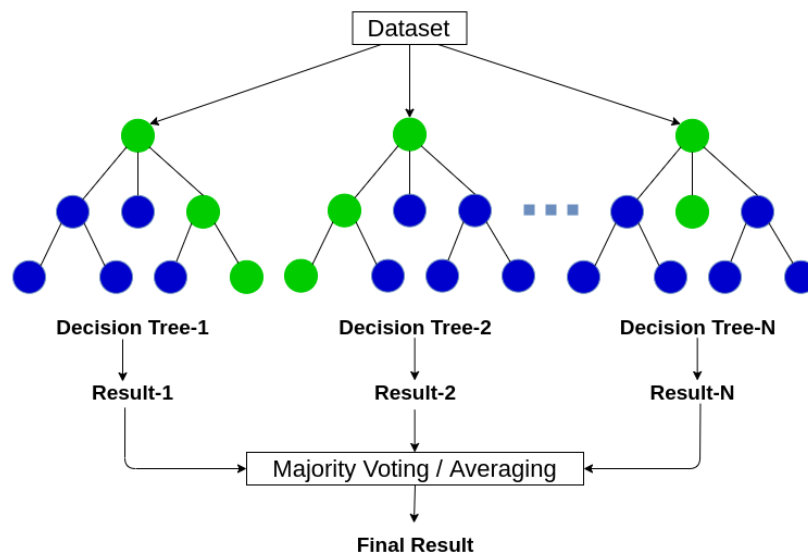 Dataset
Decision Tree-1
Decision Tree-2
Decision Tree-N
Result-1
Result-2
Result-N
Majority Voting / Averaging
Final Result